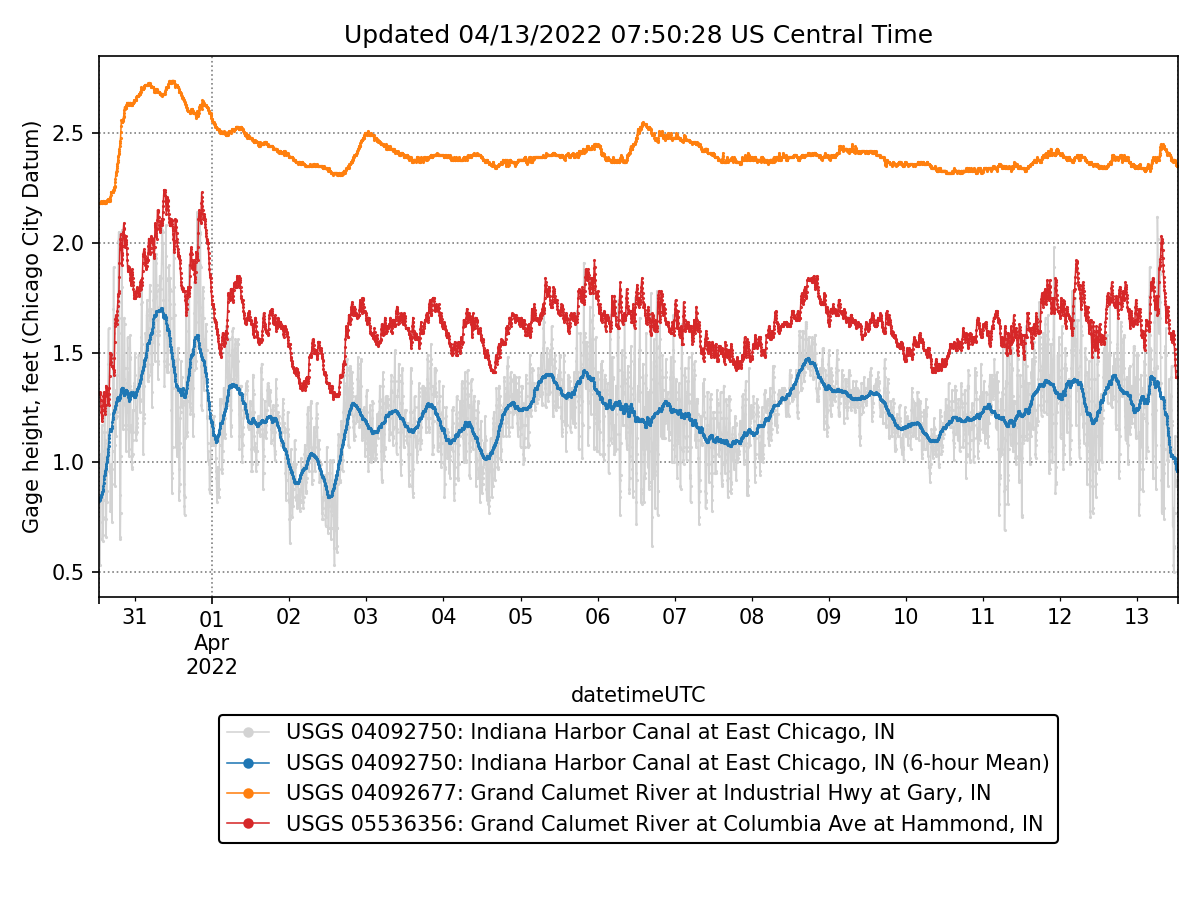 Updated 04/13/2022 07:50:28 US Central Time
Gage height, feet (Chicago City Datum)
2.5
2.0
1.5
1.0
0.5
31 01 02 03 04 05 06 07 08 09 10 11 12 13
Apr
2022
datetimeUTC
USGS 04092750: Indiana Harbor Canal at East Chicago, IN
USGS 04092750: Indiana Harbor Canal at East Chicago, IN (6-hour Mean)
USGS 04092677: Grand Calumet River at Industrial Hwy at Gary, IN
USGS 05536356: Grand Calumet River at Columbia Ave at Hammond, IN